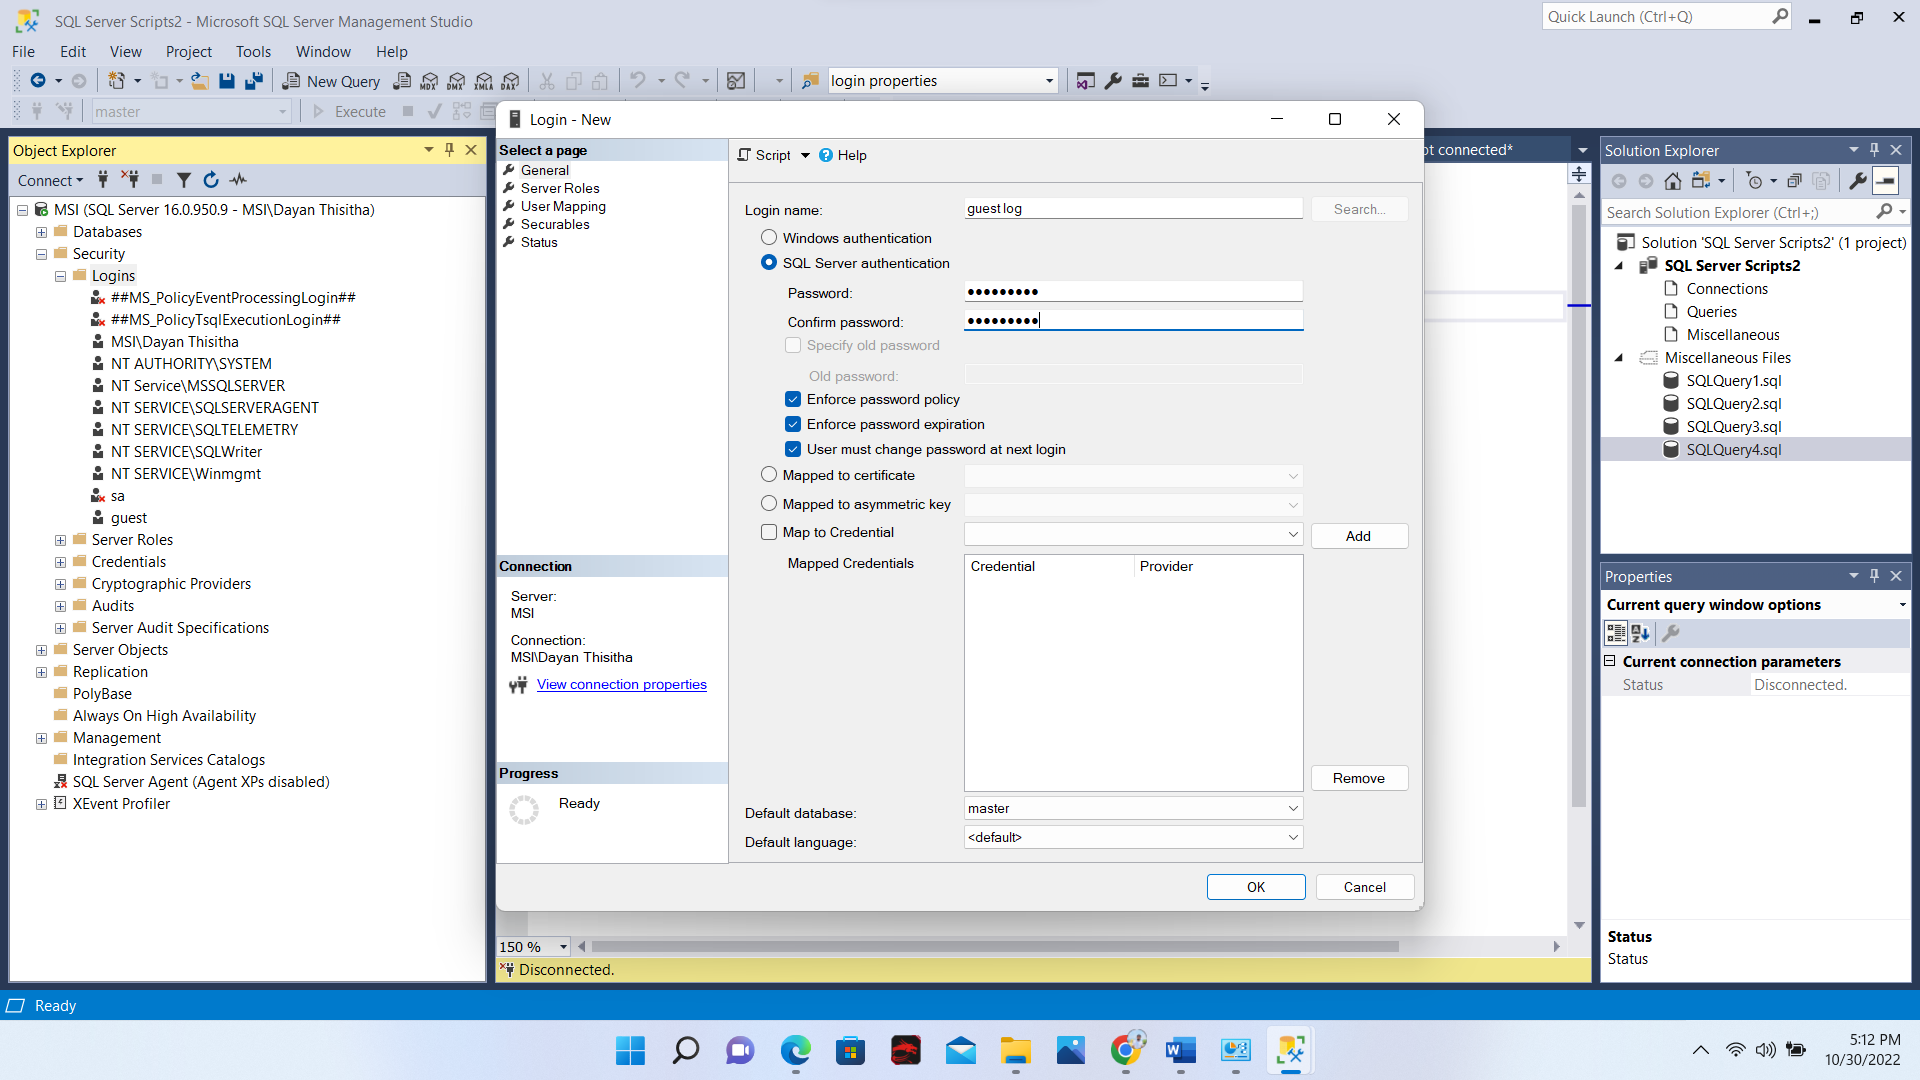 SQL Server Scripts2 - Microsoft SQL Server Management Studio
Quick Launch (Ctrl+Q)
File Edit View Project Tools Window Help
New Query MDX DMX XMLA DAX login properties
master Execute
Object Explorer
Connect
MSI (SQL Server 16.0.950.9 - MSI\Dayan Thisitha)
Databases
Security
Logins
##MS_PolicyEventProcessingLogin##
##MS_PolicyTsqlExecutionLogin##
MSI\Dayan Thisitha
NT AUTHORITY\SYSTEM
NT Service\MSSQLSERVER
NT SERVICE\SQLSERVERAGENT
NT SERVICE\SQLTELEMETRY
NT SERVICE\SQLWriter
NT SERVICE\Winmgmt
sa
guest
Server Roles
Credentials
Cryptographic Providers
Audits
Server Audit Specifications
Server Objects
Replication
PolyBase
Always On High Availability
Management
Integration Services Catalogs
SQL Server Agent (Agent XPs disabled)
XEvent Profiler
Login - New
Select a page
General
Server Roles
User Mapping
Securables
Status
Connection
Server:
MSI
Connection:
MSI\Dayan Thisitha
View connection properties
Progress
Ready
Script Help
Login name: guest log Search...
Windows authentication
SQL Server authentication
Password: ●●●●●●●●●
Confirm password: ●●●●●●●●●
Specify old password
Old password:
Enforce password policy
Enforce password expiration
User must change password at next login
Mapped to certificate
Mapped to asymmetric key
Map to Credential Add
Mapped Credentials Credential Provider
Remove
Default database: master
Default language: <default>
OK Cancel
ot connected*
150 %
Disconnected.
Solution Explorer
Search Solution Explorer (Ctrl+;)
Solution 'SQL Server Scripts2' (1 project)
SQL Server Scripts2
Connections
Queries
Miscellaneous
Miscellaneous Files
SQLQuery1.sql
SQLQuery2.sql
SQLQuery3.sql
SQLQuery4.sql
Properties
Current query window options
Current connection parameters
Status Disconnected.
Status
Status
Ready
5:12 PM
10/30/2022